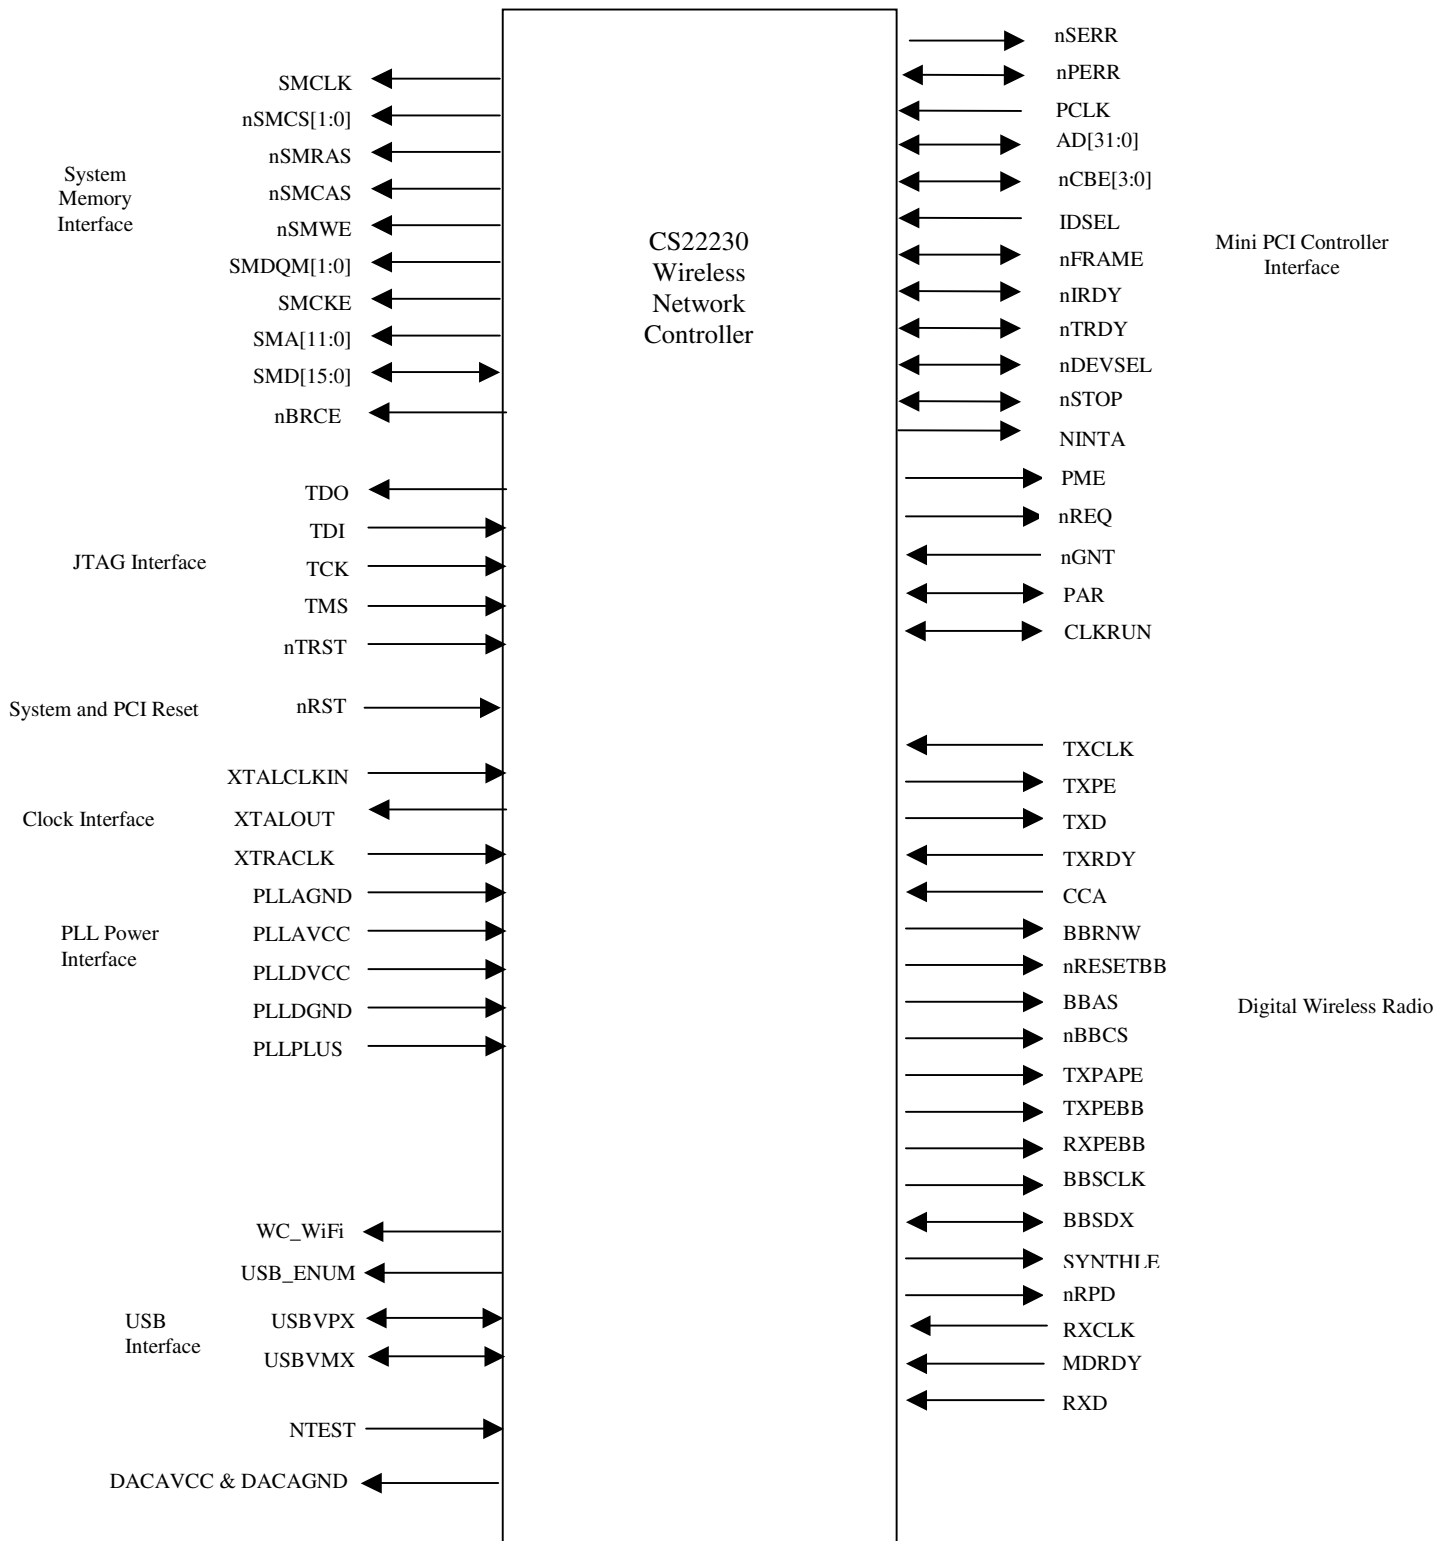 SMCLK
nSMCS[1:0]
nSMRAS
nSMCAS
nSMWE
SMDQM[1:0]
SMCKE
SMA[11:0]
SMD[15:0]
nBRCE
System
Memory
Interface
TDO
TDI
TCK
TMS
nTRST
JTAG Interface
System and PCI Reset
nRST
XTALCLKIN
XTALOUT
XTRACLK
Clock Interface
PLLAGND
PLLAVCC
PLLDVCC
PLLDGND
PLLPLUS
PLL Power
Interface
WC_WiFi
USB_ENUM
USBVPX
USBVMX
USB
Interface
NTEST
DACAVCC & DACAGND
CS22230
Wireless
Network
Controller
nSERR
nPERR
PCLK
AD[31:0]
nCBE[3:0]
IDSEL
nFRAME
nIRDY
nTRDY
nDEVSEL
nSTOP
NINTA
PME
nREQ
nGNT
PAR
CLKRUN
Mini PCI Controller
Interface
TXCLK
TXPE
TXD
TXRDY
CCA
BBRNW
nRESETBB
BBAS
nBBCS
TXPAPE
TXPEBB
RXPEBB
BBSCLK
BBSDX
SYNTHLE
nRPD
RXCLK
MDRDY
RXD
Digital Wireless Radio